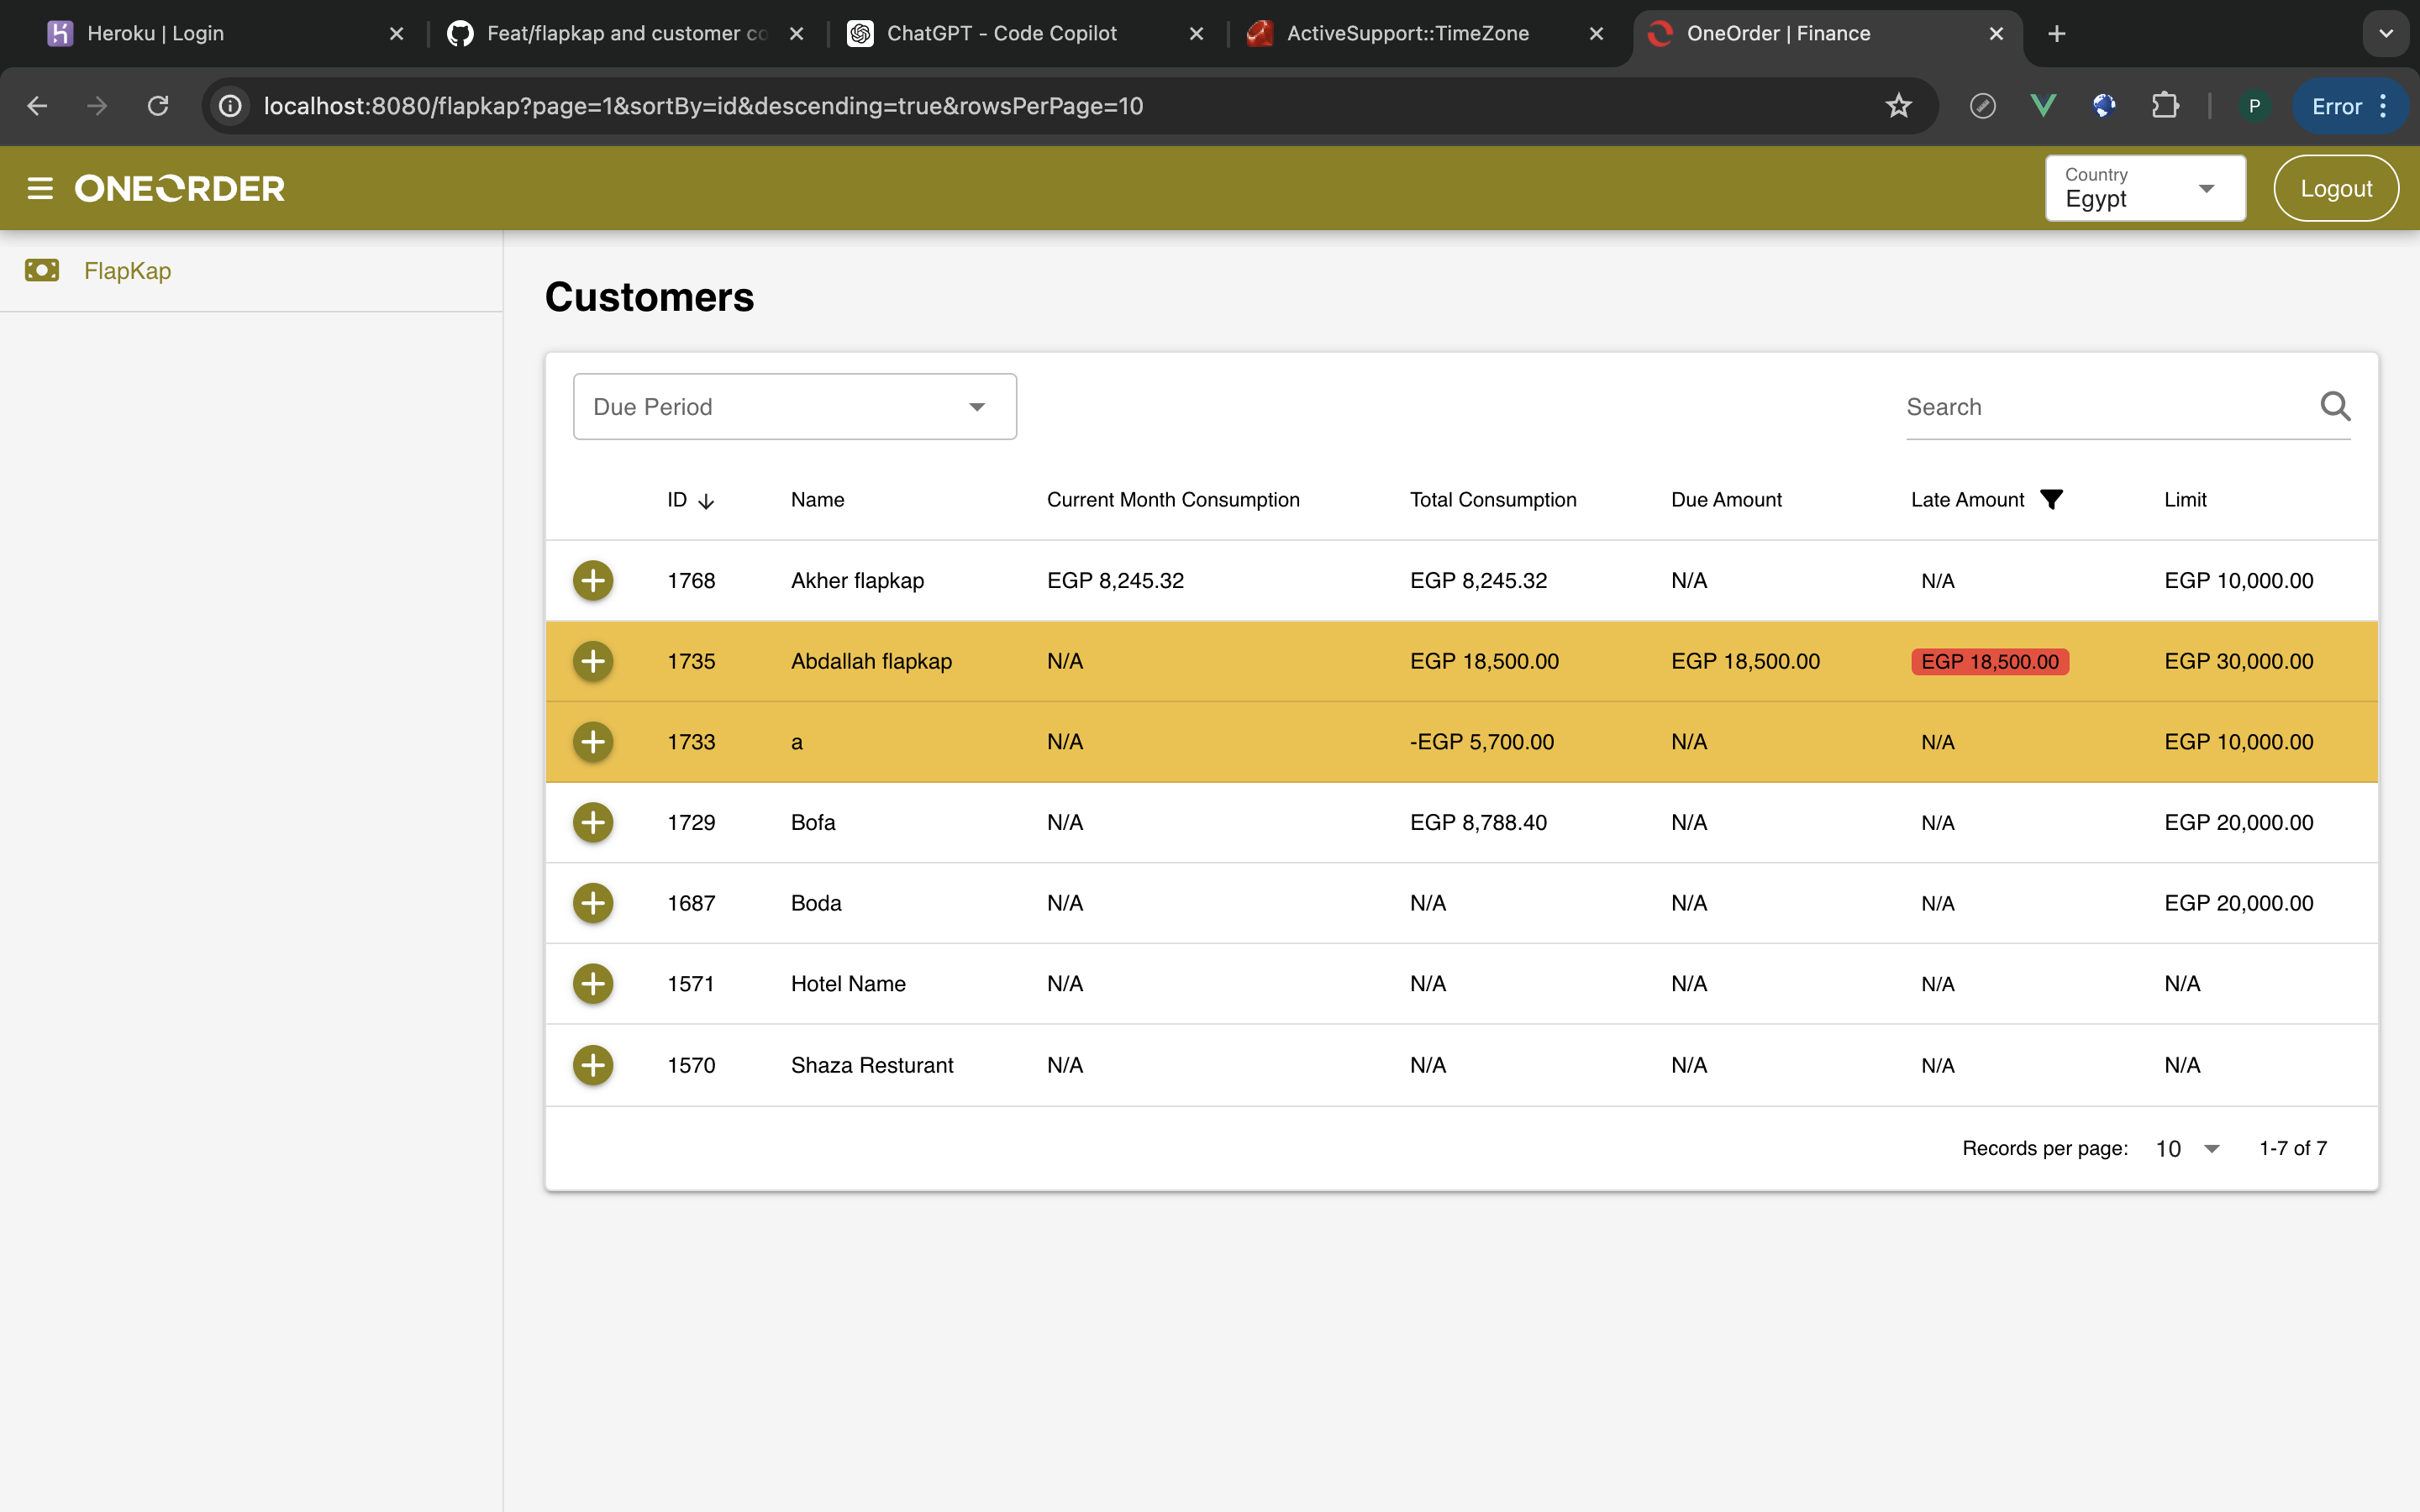 Heroku | Login
Feat/flapkap and customer co
ChatGPT - Code Copilot
ActiveSupport::TimeZone
OneOrder | Finance
localhost:8080/flapkap?page=1&sortBy=id&descending=true&rowsPerPage=10
P
Error
ONEORDER
Country
Egypt
Logout
FlapKap
Customers
Due Period
Search
ID Name Current Month Consumption Total Consumption Due Amount Late Amount Limit
1768 Akher flapkap EGP 8,245.32 EGP 8,245.32 N/A N/A EGP 10,000.00
1735 Abdallah flapkap N/A EGP 18,500.00 EGP 18,500.00 EGP 18,500.00 EGP 30,000.00
1733 a N/A -EGP 5,700.00 N/A N/A EGP 10,000.00
1729 Bofa N/A EGP 8,788.40 N/A N/A EGP 20,000.00
1687 Boda N/A N/A N/A N/A EGP 20,000.00
1571 Hotel Name N/A N/A N/A N/A N/A
1570 Shaza Resturant N/A N/A N/A N/A N/A
Records per page: 10 1-7 of 7